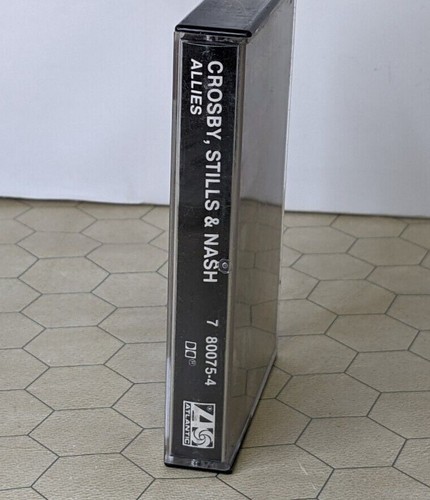 CROSBY, STILLS & NASH
ALLIES
7 80075-4
ATLANTIC